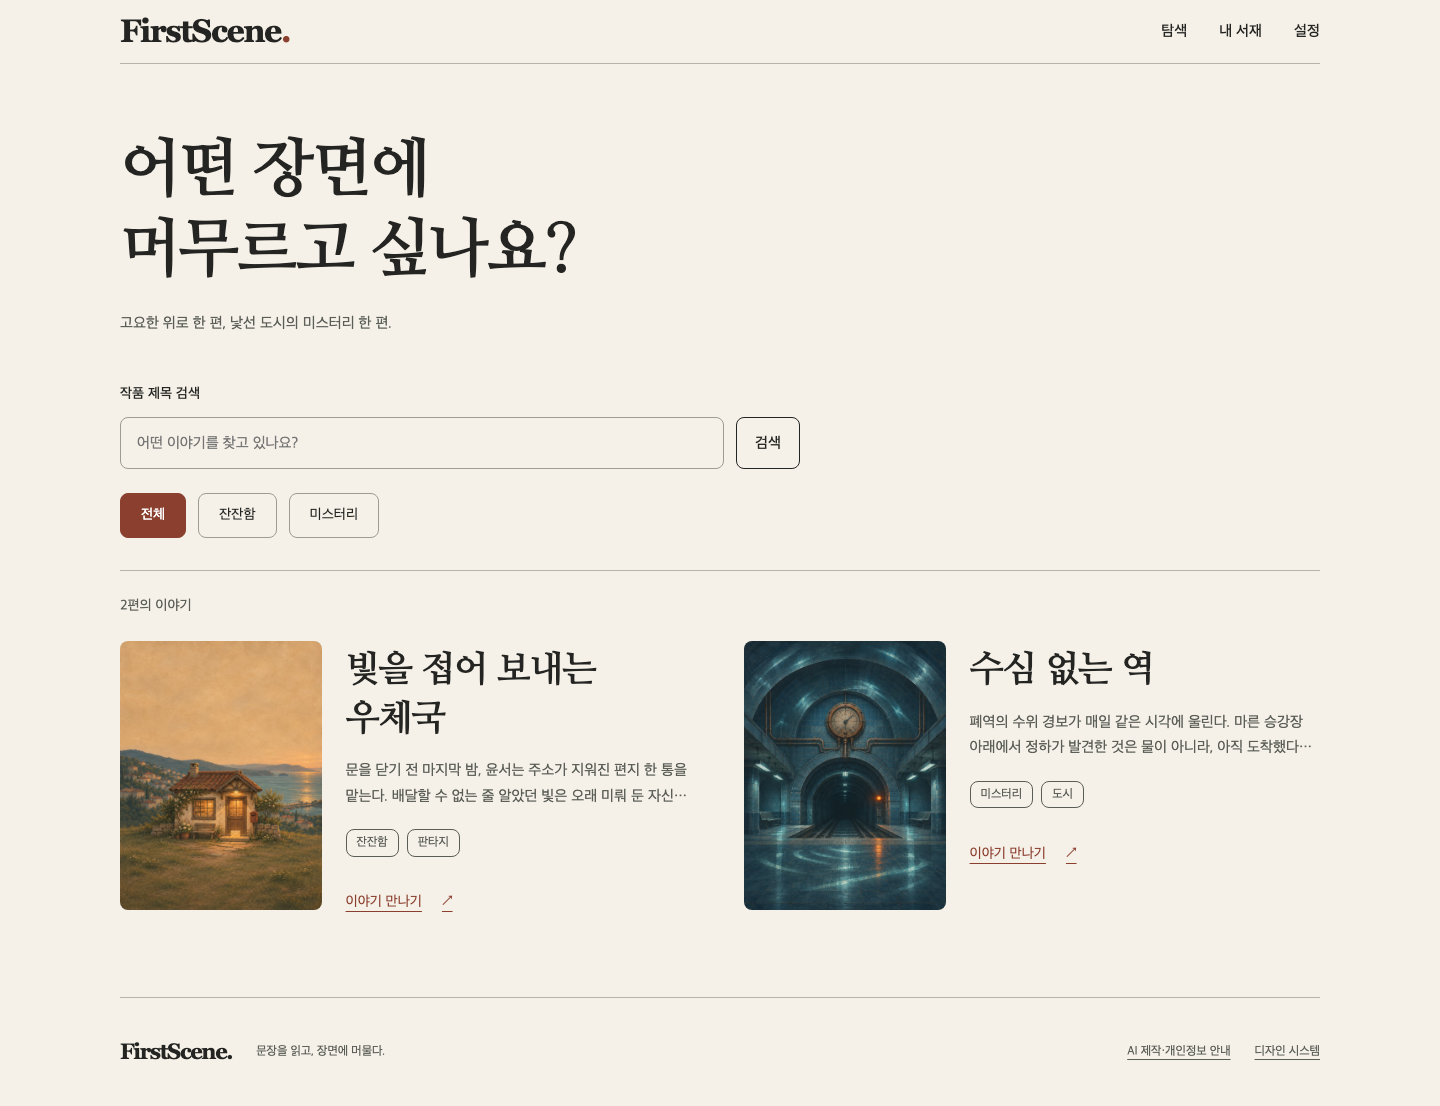 FirstScene.
탐색
내 서재
설정
어떤 장면에
머무르고 싶나요?
고요한 위로 한 편, 낯선 도시의 미스터리 한 편.
작품 제목 검색
어떤 이야기를 찾고 있나요?
검색
전체
잔잔함
미스터리
2편의 이야기
빛을 접어 보내는
우체국
문을 닫기 전 마지막 밤, 윤서는 주소가 지워진 편지 한 통을
맡는다. 배달할 수 없는 줄 알았던 빛은 오래 미뤄 둔 자신…
잔잔함
판타지
이야기 만나기 ↗
수심 없는 역
폐역의 수위 경보가 매일 같은 시각에 울린다. 마른 승강장
아래에서 정하가 발견한 것은 물이 아니라, 아직 도착했다…
미스터리
도시
이야기 만나기 ↗
FirstScene.
문장을 읽고, 장면에 머물다.
AI 제작·개인정보 안내
디자인 시스템